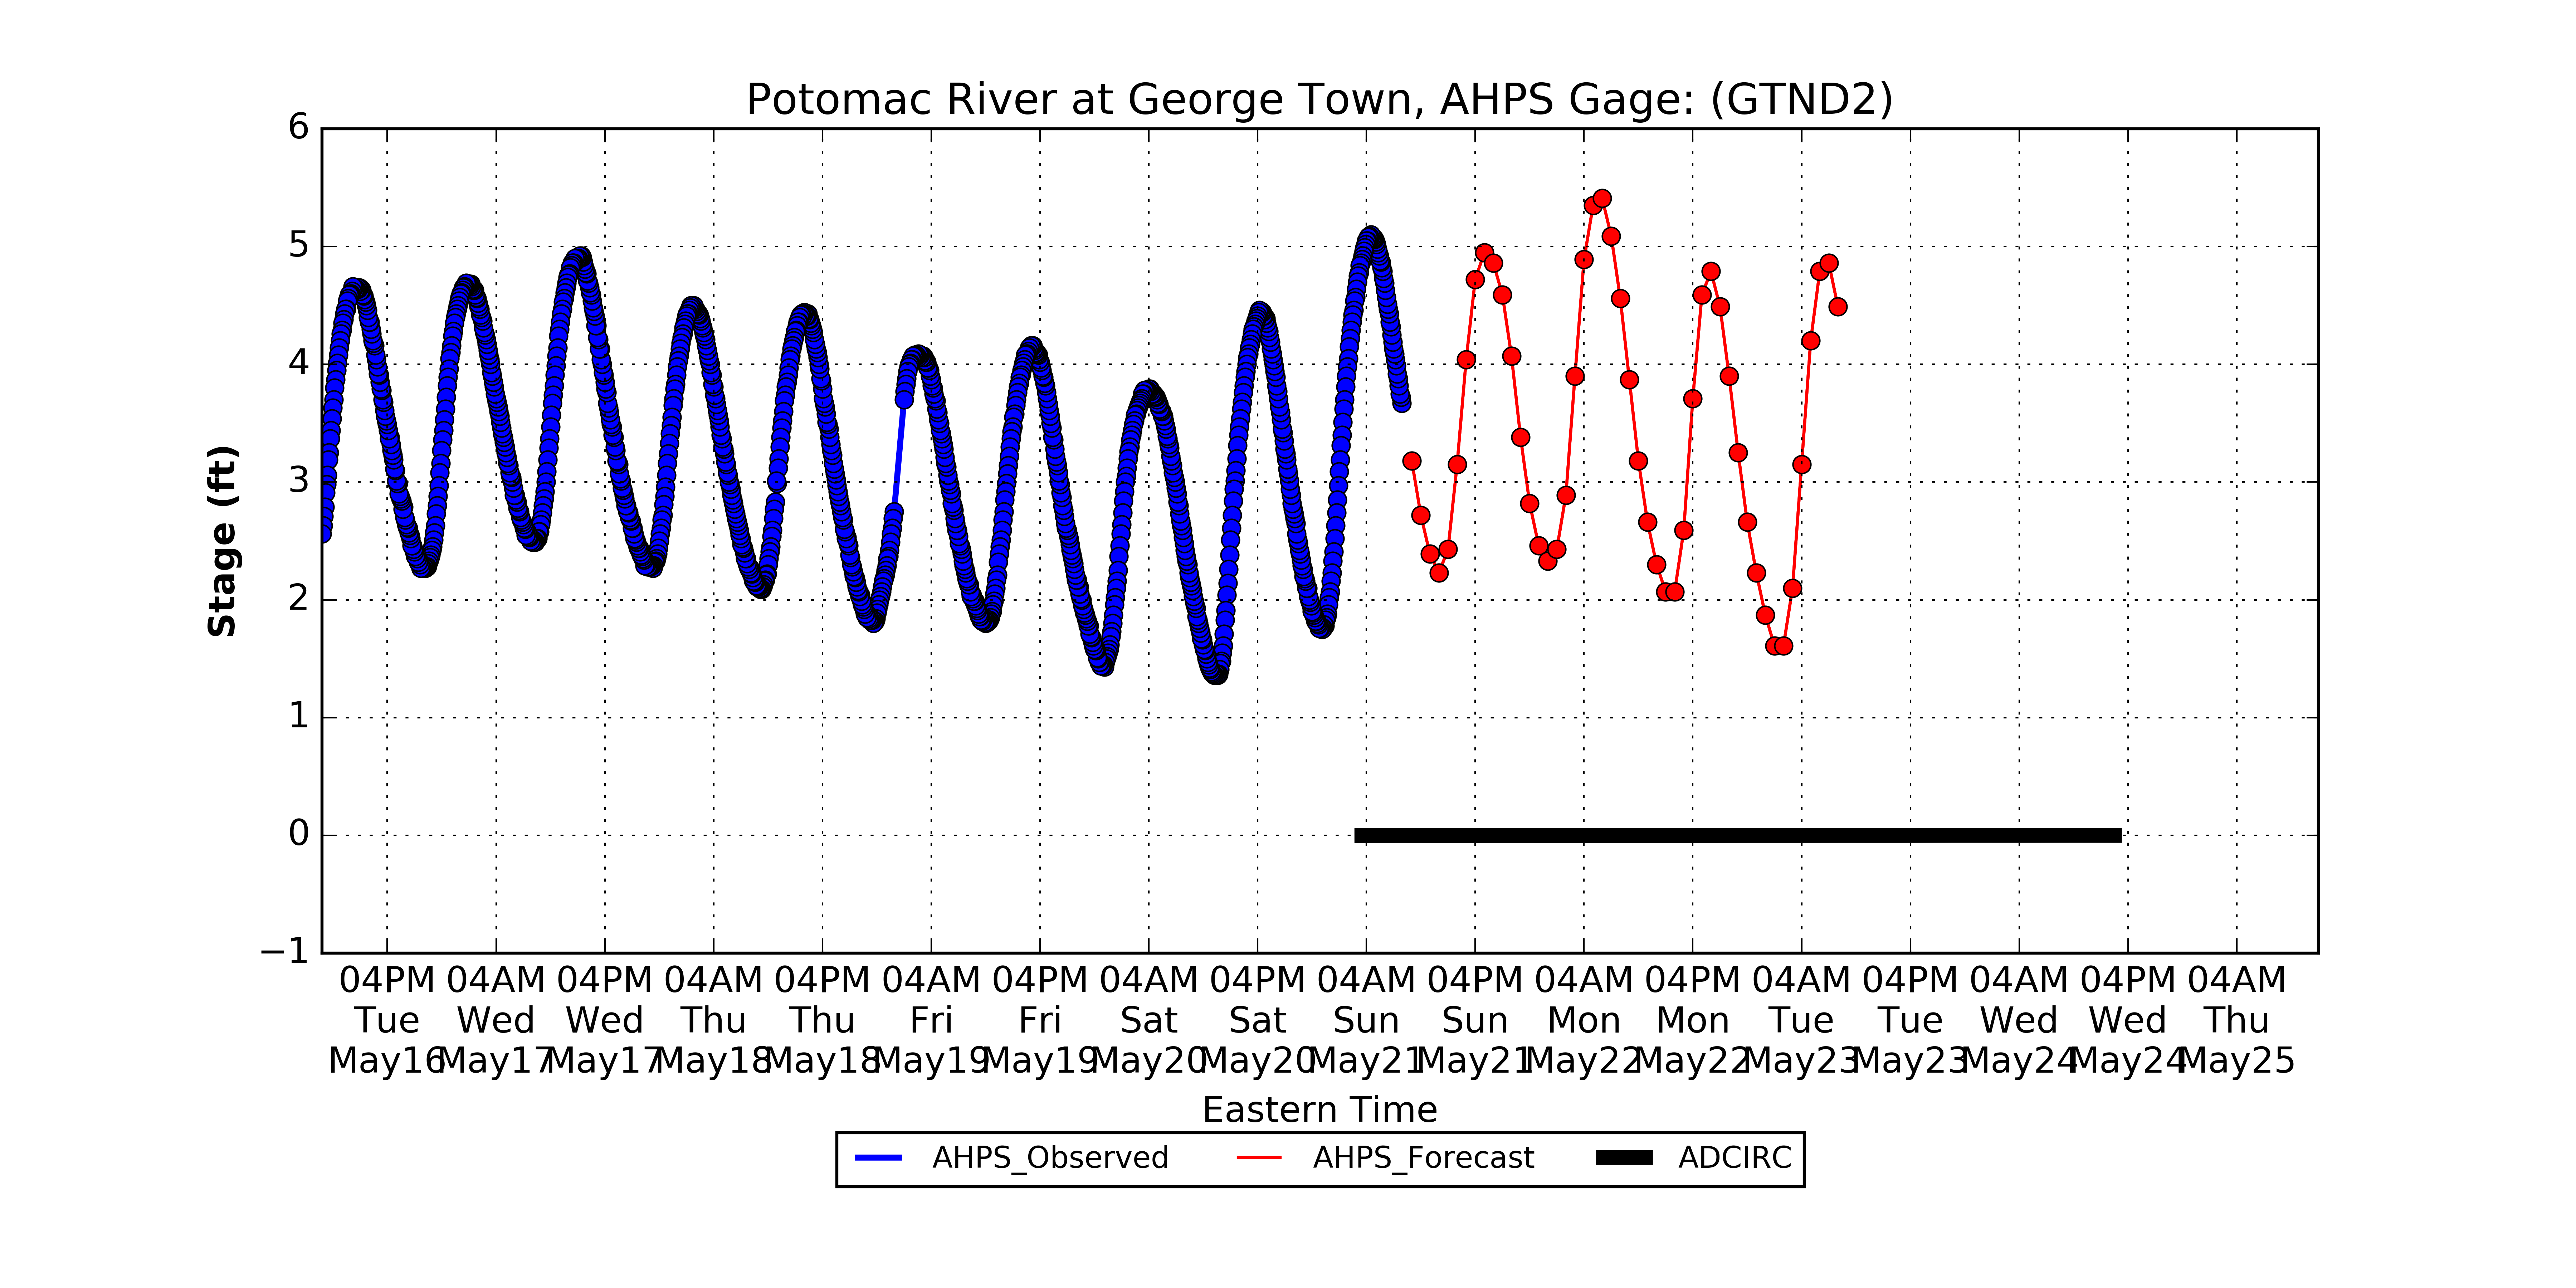 Potomac River at George Town, AHPS Gage: (GTND2)
6
5
4
3
2
1
0
−1
Stage (ft)
04PM 04AM 04PM 04AM 04PM 04AM 04PM 04AM 04PM 04AM 04PM 04AM 04PM 04AM 04PM 04AM 04PM 04AM
Tue Wed Wed Thu Thu Fri Fri Sat Sat Sun Sun Mon Mon Tue Tue Wed Wed Thu
May16 May17 May17 May18 May18 May19 May19 May20 May20 May21 May21 May22 May22 May23 May23 May24 May24 May25
Eastern Time
AHPS_Observed AHPS_Forecast ADCIRC